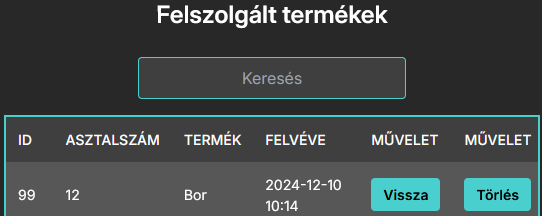 Felszolgált termékek
Keresés
ID ASZTALSZÁM TERMÉK FELVÉVE MŰVELET MŰVELET
99 12 Bor 2024-12-10 10:14 Vissza Törlés